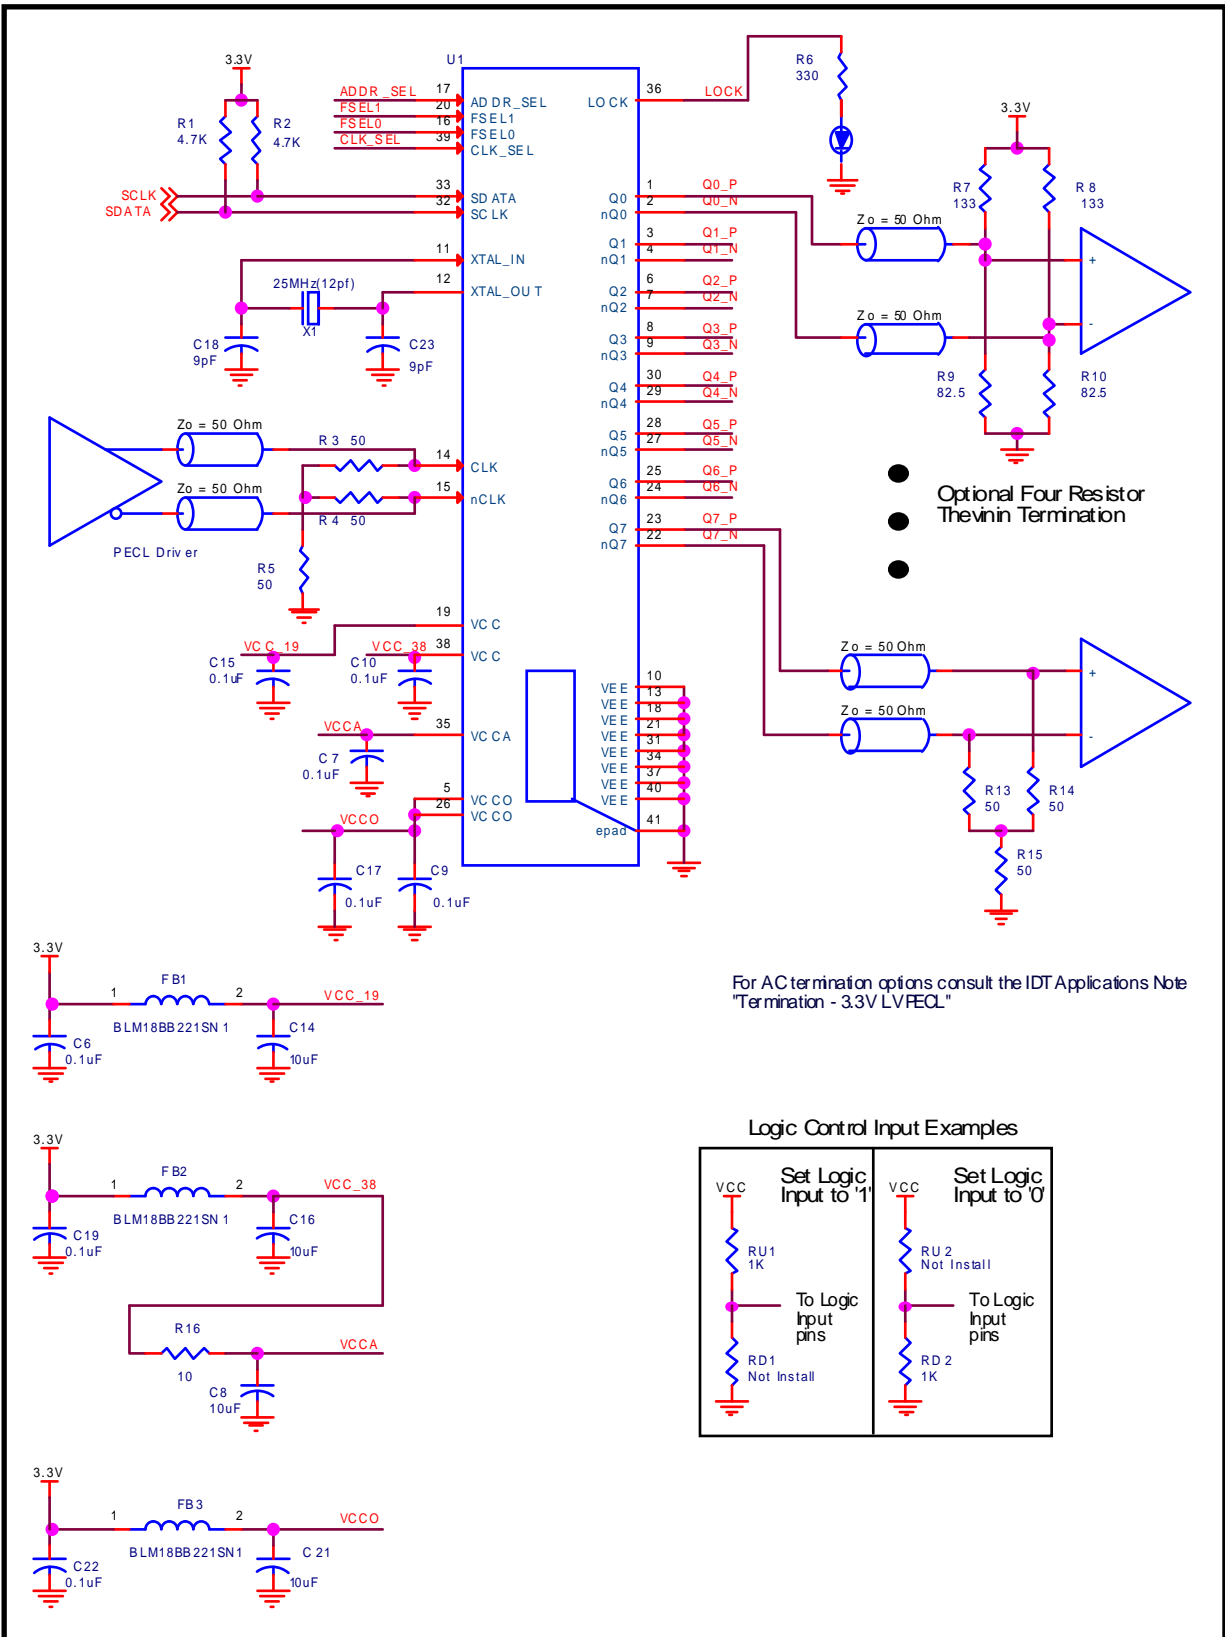 U1
3.3V
R1
4.7K
R2
4.7K
SCLK
SDATA
ADDR_SEL
FSEL1
FSEL0
CLK_SEL
17
20
16
39
ADDR_SEL
FSEL1
FSEL0
CLK_SEL
33
32
SDATA
SCLK
11
12
XTAL_IN
XTAL_OUT
25MHz(12pf)
X1
C18
9pF
C23
9pF
Zo = 50 Ohm
Zo = 50 Ohm
PECL Driver
R3 50
R4 50
R5
50
14
15
CLK
nCLK
19
38
VCC
VCC
VCC_19
VCC_38
C15
0.1uF
C10
0.1uF
VCCA
35
VCCA
C7
0.1uF
5
26
VCCO
VCCO
VCCO
C17
0.1uF
C9
0.1uF
LOCK
36
LOCK
R6
330
Q0
nQ0
1
2
Q0_P
Q0_N
Q1
nQ1
3
4
Q1_P
Q1_N
Q2
nQ2
6
7
Q2_P
Q2_N
Q3
nQ3
8
9
Q3_P
Q3_N
Q4
nQ4
30
29
Q4_P
Q4_N
Q5
nQ5
28
27
Q5_P
Q5_N
Q6
nQ6
25
24
Q6_P
Q6_N
Q7
nQ7
23
22
Q7_P
Q7_N
VEE
VEE
VEE
VEE
VEE
VEE
VEE
VEE
epad
10
13
18
21
31
34
37
40
41
3.3V
R7
133
R8
133
Zo = 50 Ohm
Zo = 50 Ohm
+
-
R9
82.5
R10
82.5
Optional Four Resistor
Thevinin Termination
Zo = 50 Ohm
Zo = 50 Ohm
+
-
R13
50
R14
50
R15
50
3.3V
1
FB1
2
VCC_19
BLM18BB221SN1
C6
0.1uF
C14
10uF
For AC termination options consult the IDT Applications Note
"Termination - 3.3V LVPECL"
3.3V
1
FB2
2
VCC_38
BLM18BB221SN1
C19
0.1uF
C16
10uF
R16
10
VCCA
C8
10uF
3.3V
1
FB3
2
VCCO
BLM18BB221SN1
C22
0.1uF
C21
10uF
Logic Control Input Examples
VCC
Set Logic
Input to '1'
RU1
1K
To Logic
Input
pins
RD1
Not Install
VCC
Set Logic
Input to '0'
RU2
Not Install
To Logic
Input
pins
RD2
1K